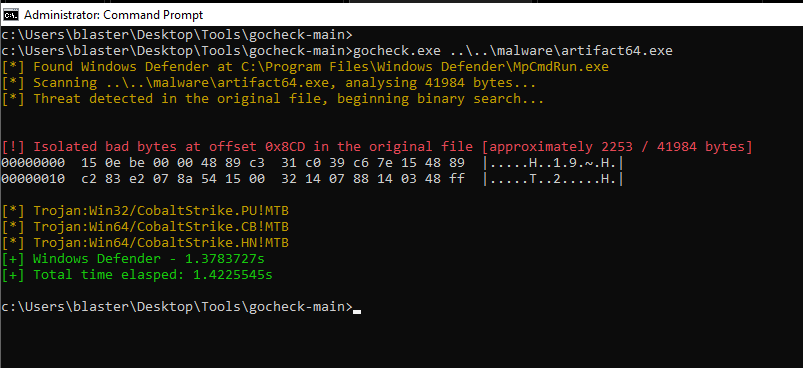 Administrator: Command Prompt
c:\Users\blaster\Desktop\Tools\gocheck-main>
c:\Users\blaster\Desktop\Tools\gocheck-main>gocheck.exe ..\..\malware\artifact64.exe
[*] Found Windows Defender at C:\Program Files\Windows Defender\MpCmdRun.exe
[*] Scanning ..\..\malware\artifact64.exe, analysing 41984 bytes...
[*] Threat detected in the original file, beginning binary search...
[!] Isolated bad bytes at offset 0x8CD in the original file [approximately 2253 / 41984 bytes]
00000000  15 0e be 00 00 48 89 c3  31 c0 39 c6 7e 15 48 89  |.....H..1.9.~.H.|
00000010  c2 83 e2 07 8a 54 15 00  32 14 07 88 14 03 48 ff  |.....T..2.....H.|
[*] Trojan:Win32/CobaltStrike.PU!MTB
[*] Trojan:Win64/CobaltStrike.CB!MTB
[*] Trojan:Win64/CobaltStrike.HN!MTB
[+] Windows Defender - 1.3783727s
[+] Total time elasped: 1.4225545s
c:\Users\blaster\Desktop\Tools\gocheck-main>